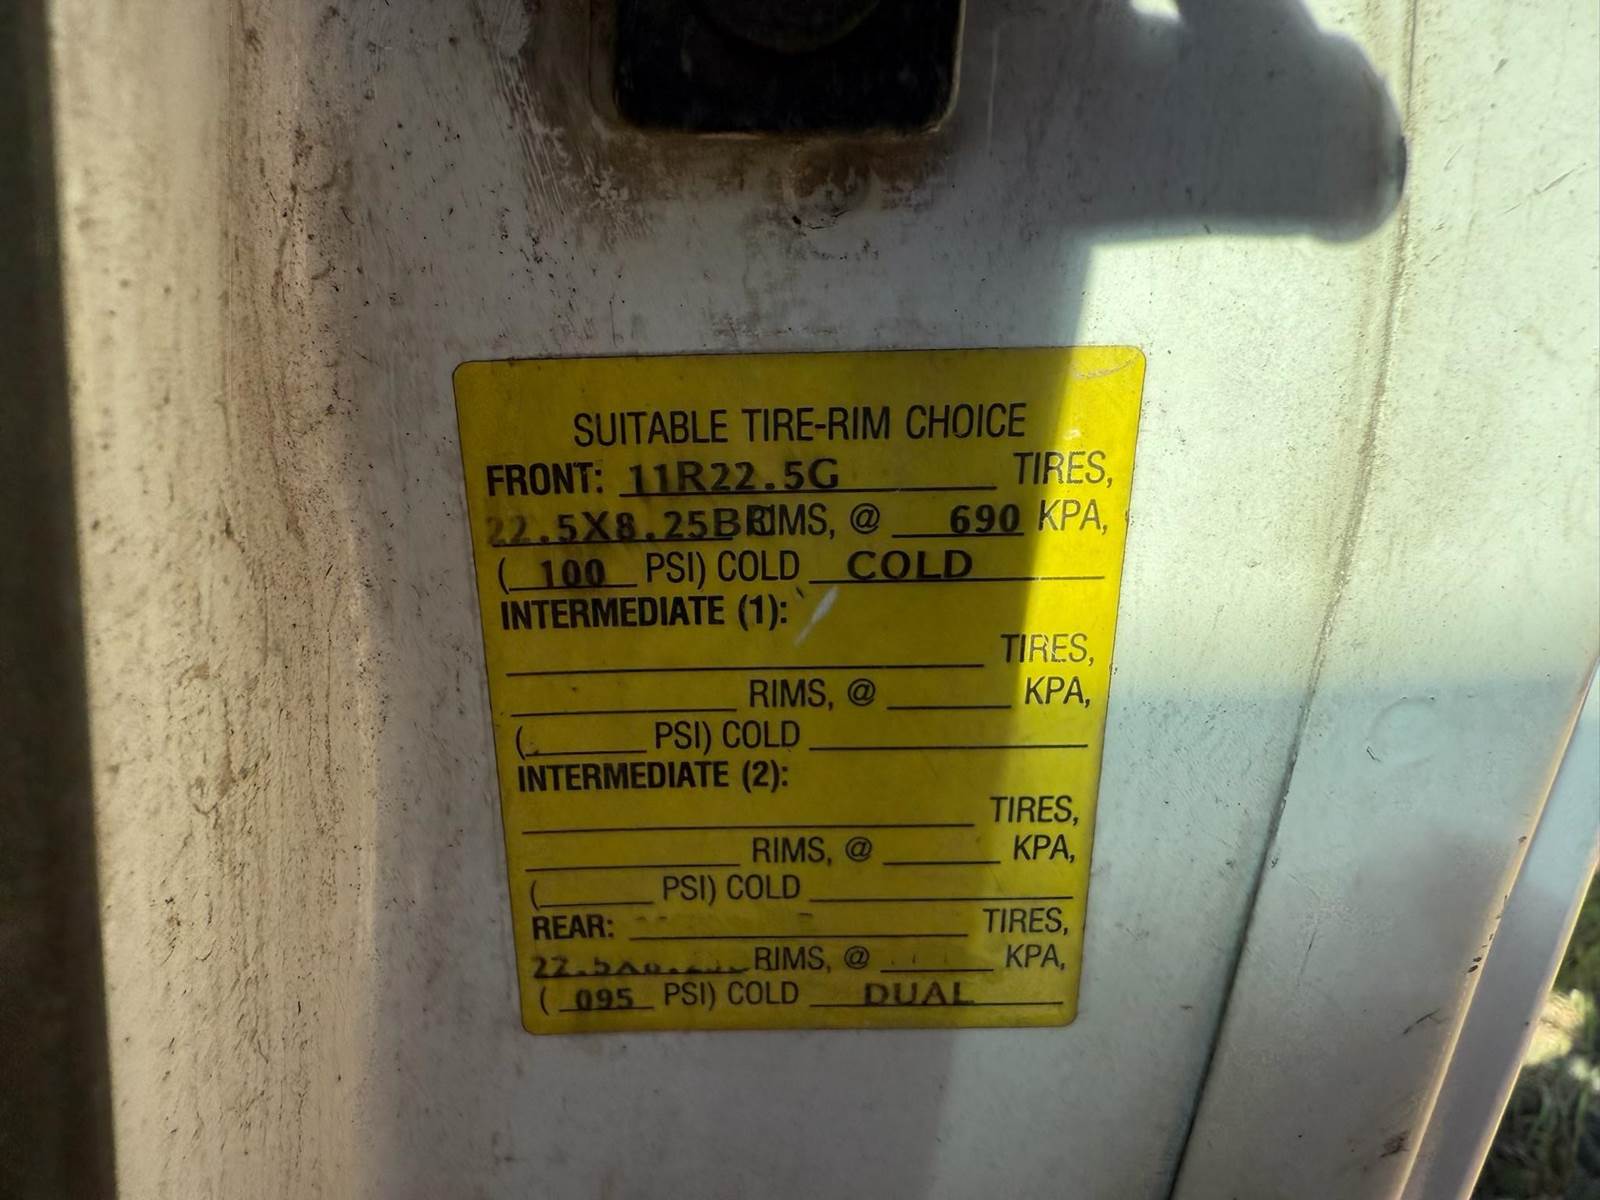 SUITABLE TIRE-RIM CHOICE
FRONT: 11R22.5G TIRES,
22.5X8.25BC RIMS, @ 690 KPA,
( 100 PSI) COLD COLD
INTERMEDIATE (1):
TIRES,
RIMS, @ KPA,
( PSI) COLD
INTERMEDIATE (2):
TIRES,
RIMS, @ KPA,
( PSI) COLD
REAR: TIRES,
RIMS, @ KPA,
( 095 PSI) COLD DUAL